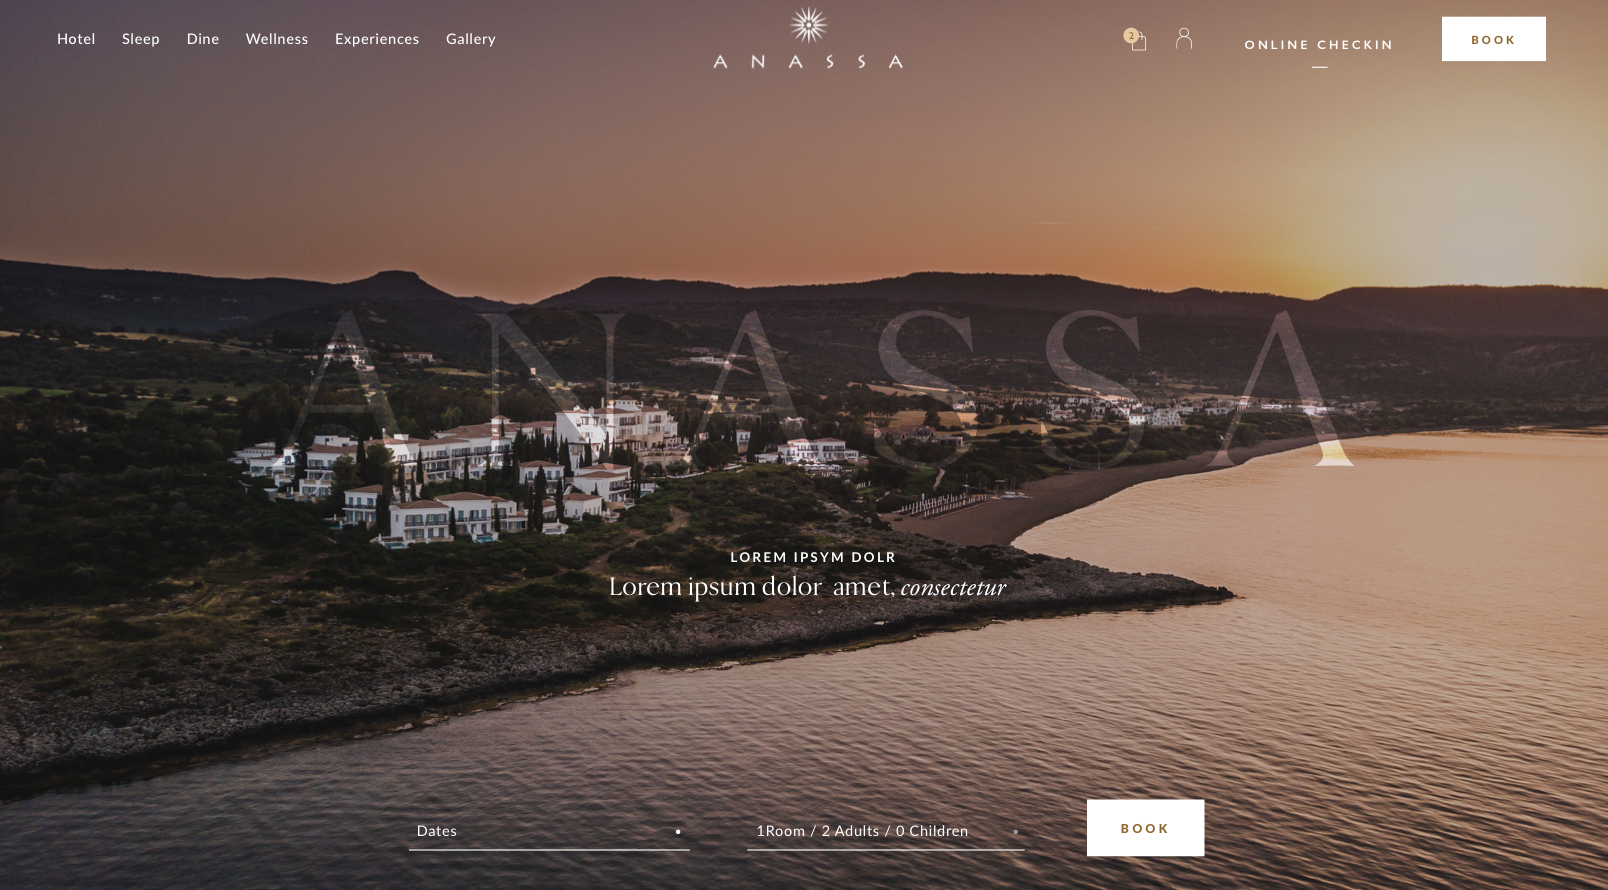 Hotel Sleep Dine Wellness Experiences Gallery
ANASSA
2
ONLINE CHECKIN
BOOK
ANASSA
LOREM IPSYM DOLR
Lorem ipsum dolor amet, consectetur
Dates
1Room / 2 Adults / 0 Children
BOOK